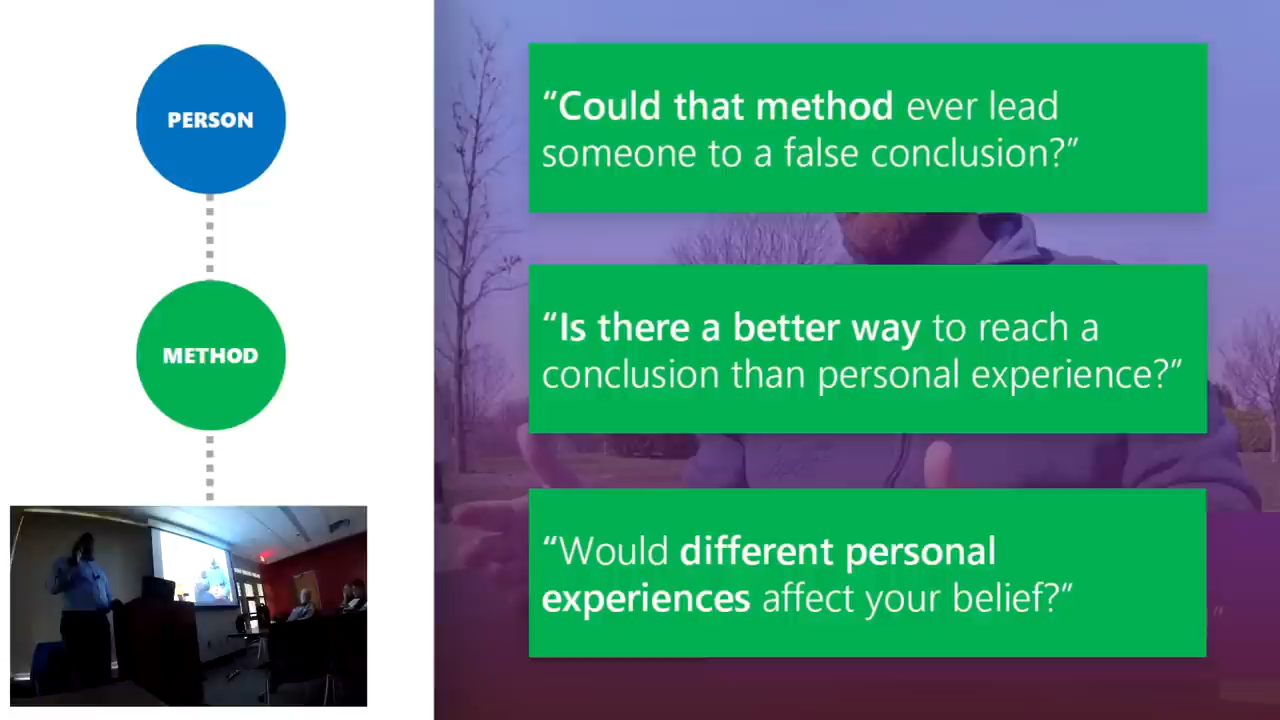 PERSON
METHOD
“Could that method ever lead
someone to a false conclusion?”
“Is there a better way to reach a
conclusion than personal experience?”
“Would different personal
experiences affect your belief?”
”